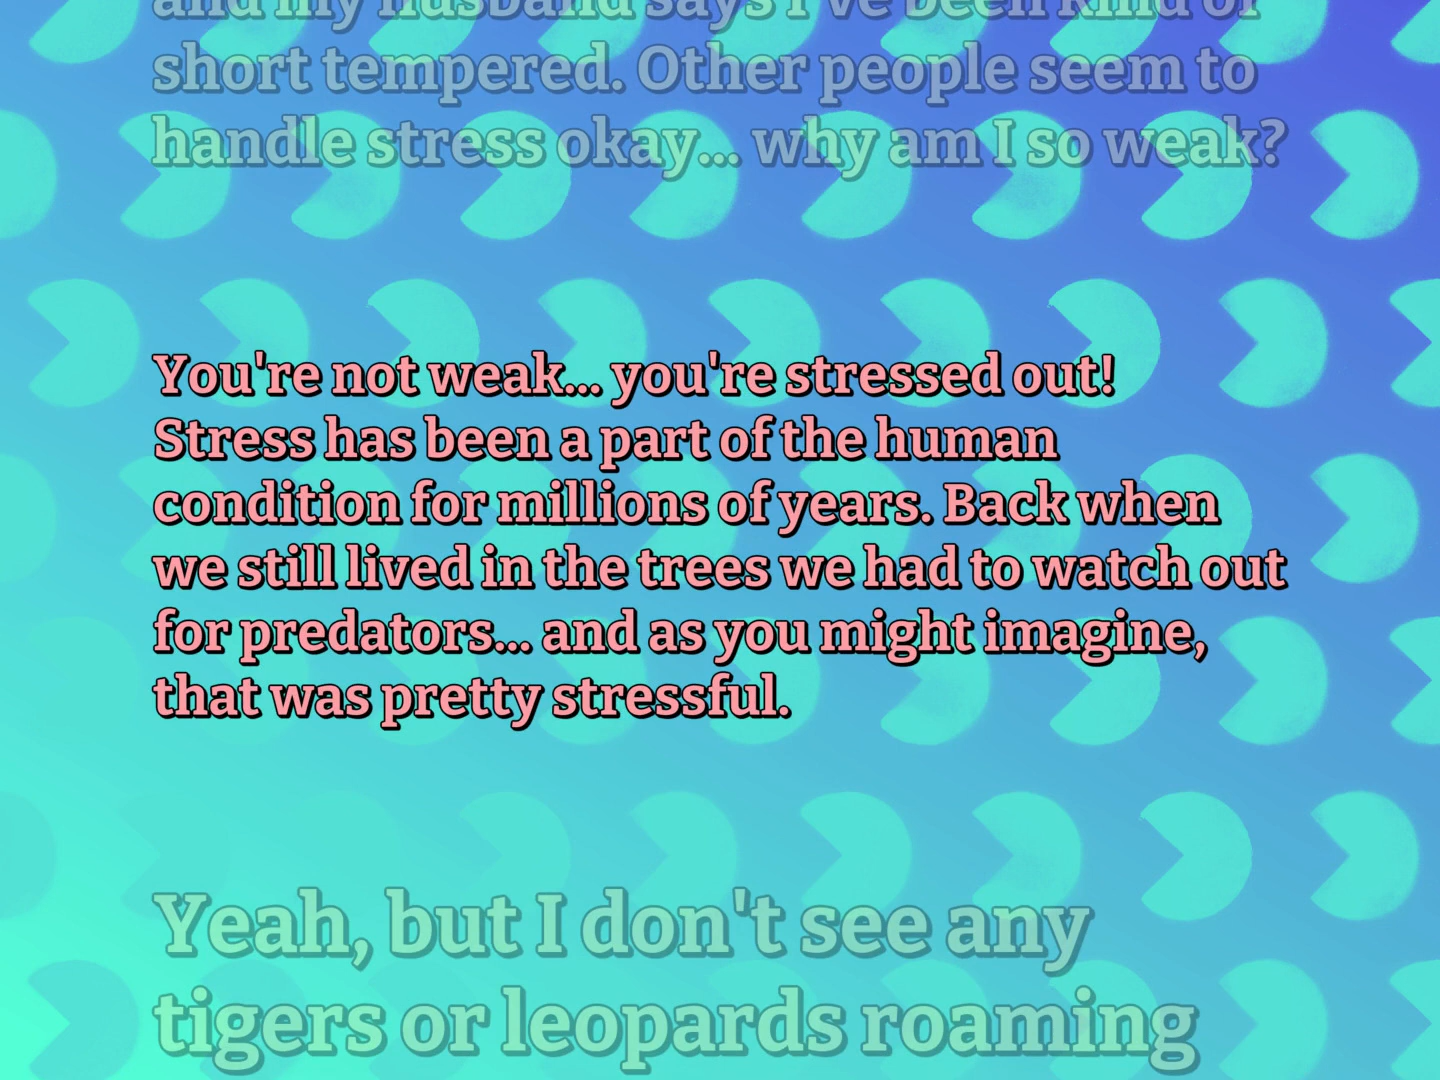 and my husband says I've been kind of
short tempered. Other people seem to
handle stress okay... why am I so weak?
You're not weak... you're stressed out!
Stress has been a part of the human
condition for millions of years. Back when
we still lived in the trees we had to watch out
for predators... and as you might imagine,
that was pretty stressful.
Yeah, but I don't see any
tigers or leopards roaming